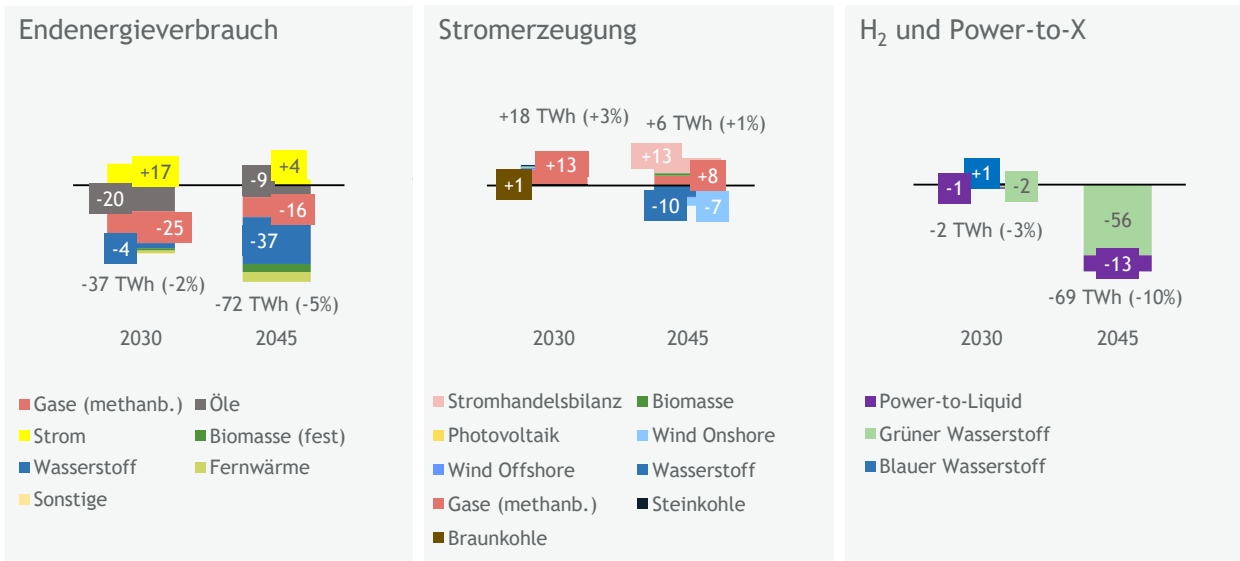 Endenergieverbrauch
+17
-20
-25
-4
-37 TWh (-2%)
+4
-9
-16
-37
-72 TWh (-5%)
2030
2045
Gase (methanb.)
Öle
Strom
Biomasse (fest)
Wasserstoff
Fernwärme
Sonstige
Stromerzeugung
+18 TWh (+3%)
+13
+1
+6 TWh (+1%)
+13
+8
-10
-7
2030
2045
Stromhandelsbilanz
Biomasse
Photovoltaik
Wind Onshore
Wind Offshore
Wasserstoff
Gase (methanb.)
Steinkohle
Braunkohle
H₂ und Power-to-X
+1
-1
-2
-2 TWh (-3%)
-56
-13
-69 TWh (-10%)
2030
2045
Power-to-Liquid
Grüner Wasserstoff
Blauer Wasserstoff